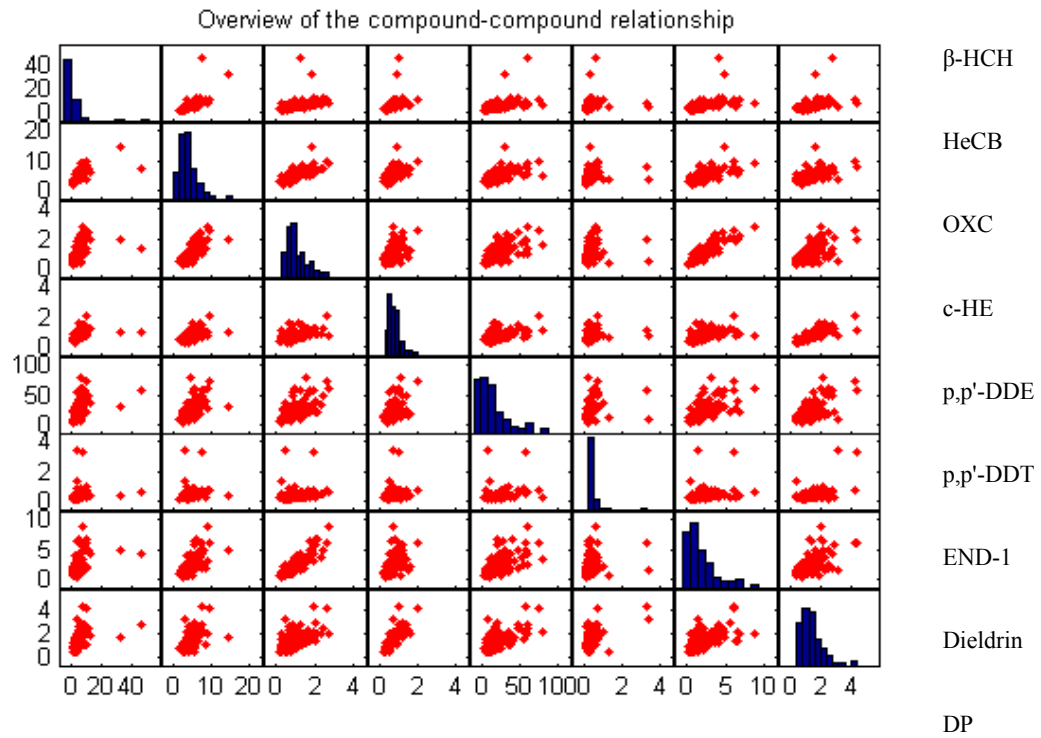 Overview of the compound-compound relationship
β-HCH
HeCB
OXC
c-HE
p,p'-DDE
p,p'-DDT
END-1
Dieldrin
DP
40
20
0
20
10
0
4
2
0
4
2
0
100
50
0
4
2
0
10
5
0
4
2
0
0 20 40 0 10 20 0 2 4 0 2 4 0 50 100 0 2 4 0 5 10 0 2 4